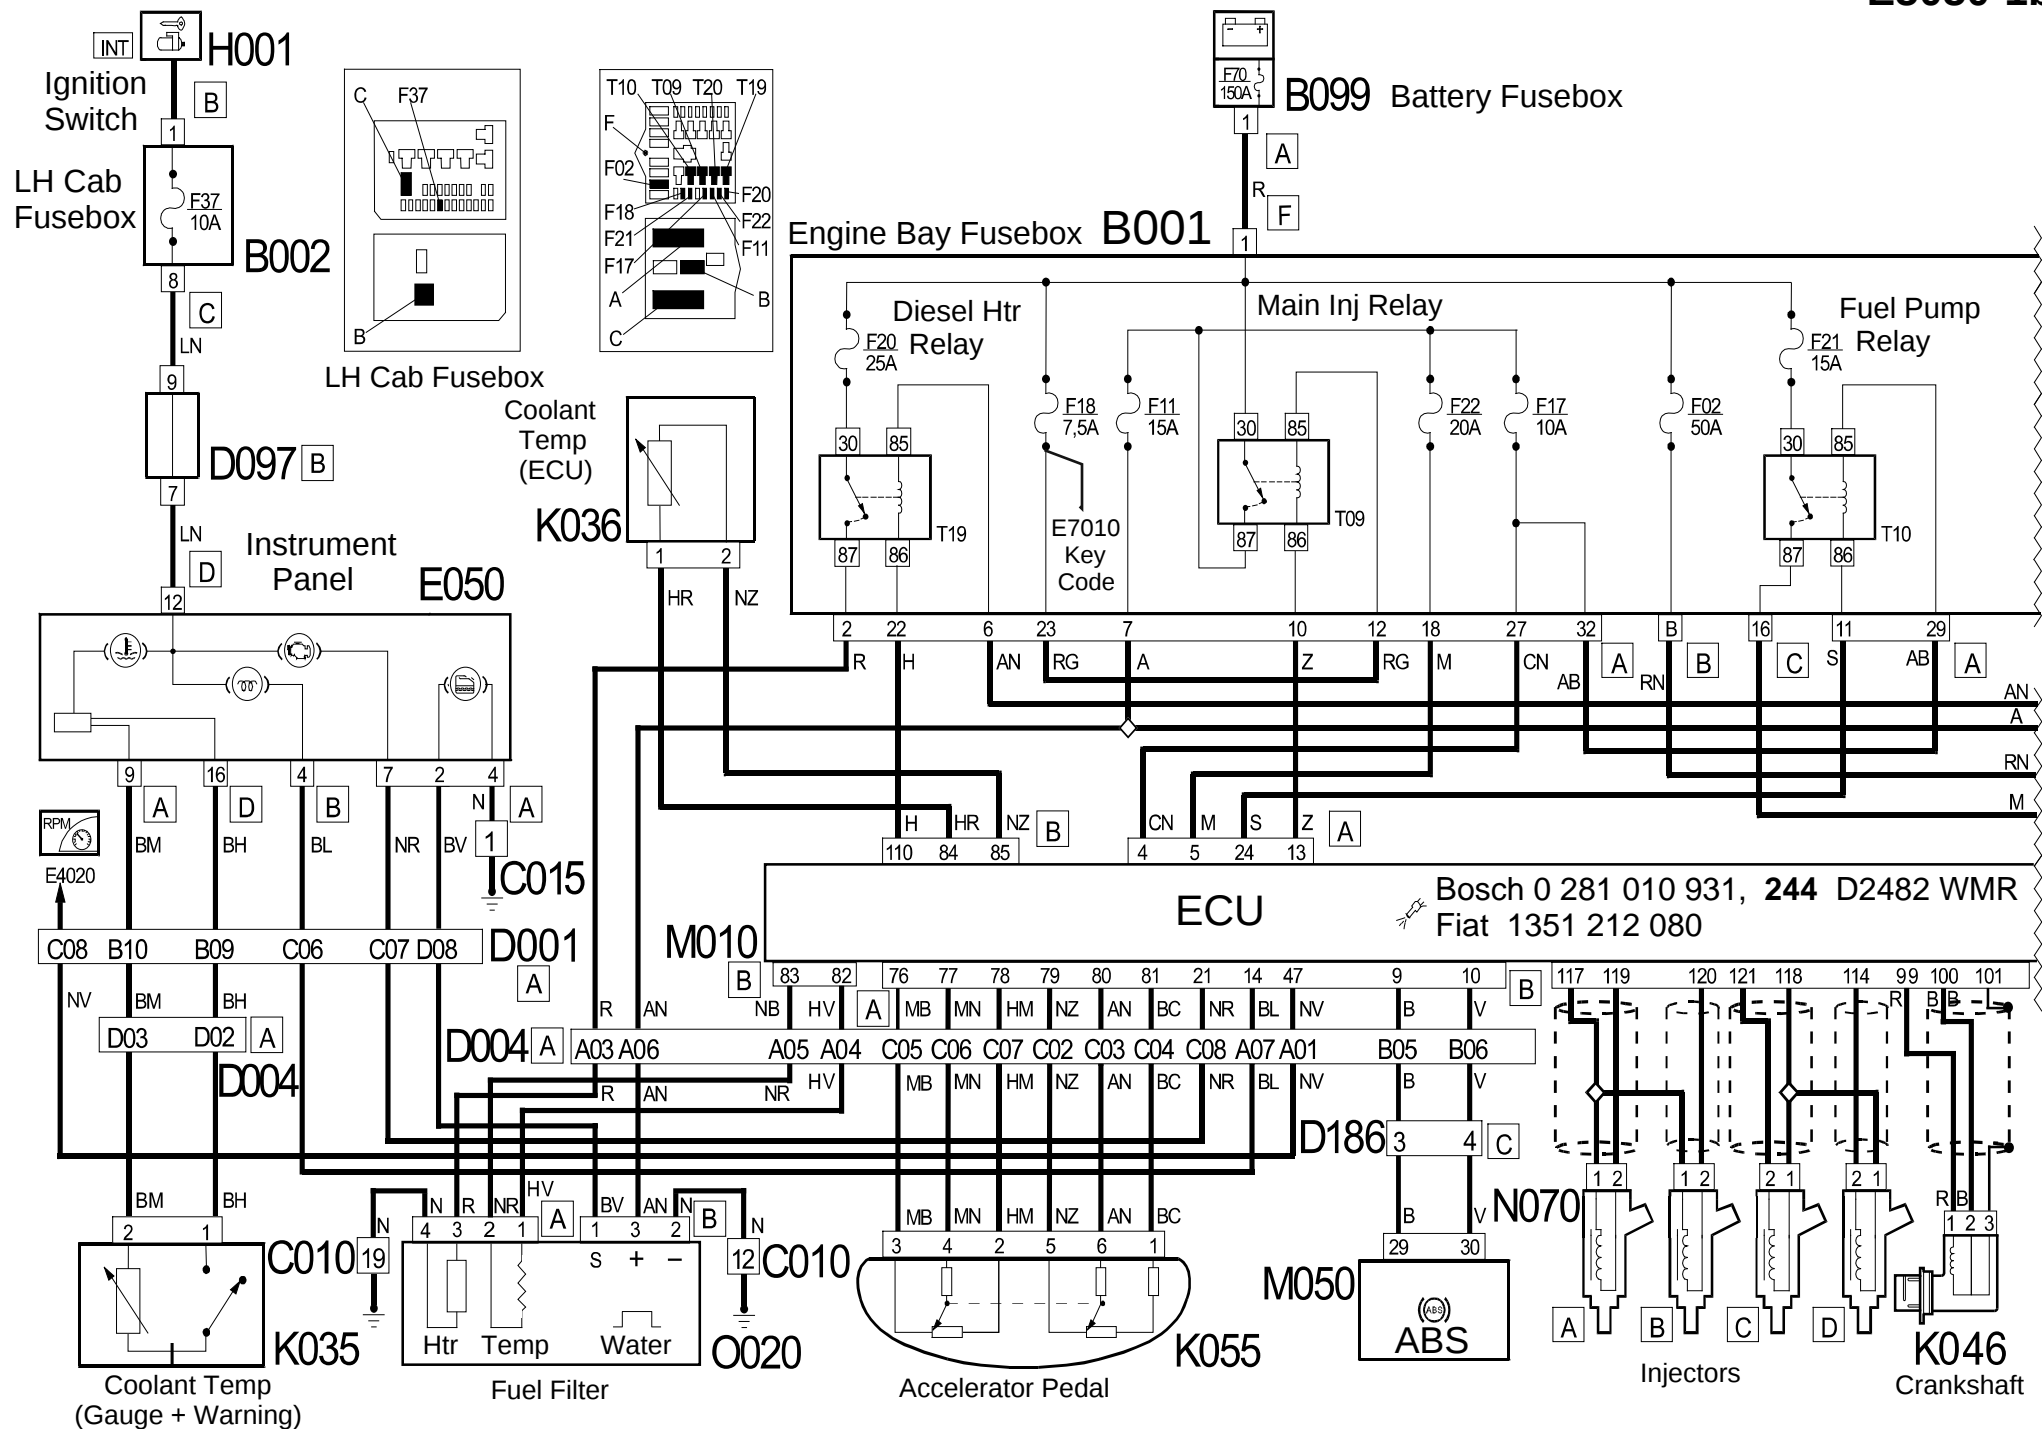 INT
H001
Ignition
Switch
B
1
LH Cab
Fusebox
F37
10A
B002
8
C
LN
9
D097
B
7
LN
D
12
Instrument
Panel
E050
C
F37
B
LH Cab Fusebox
T10 T09 T20 T19
F
F02
F18
F21
F17
A
C
F20
F22
F11
B
F70
150A
B099
Battery Fusebox
1
A
R
F
1
Engine Bay Fusebox B001
Diesel Htr
Relay
Main Inj Relay
Fuel Pump
Relay
F20
25A
F18
7,5A
F11
15A
F22
20A
F17
10A
F02
50A
F21
15A
30 85
T19
87 86
E7010
Key
Code
30 85
T09
87 86
30 85
T10
87 86
2 22 6 23 7 10 12 18 27 32 B 16 11 29
R H AN RG A Z RG M CN AB A RN B C S AB A
AN
A
RN
M
Coolant
Temp
(ECU)
K036
1 2
HR NZ
9 16 4 7 2 4
A D B N A
RPM
E4020
BM BH BL NR BV
1
C015
C08 B10 B09 C06 C07 D08
D001
A
NV BM BH
D03 D02 A
D004
H HR NZ B
110 84 85
CN M S Z A
4 5 24 13
ECU
Bosch 0 281 010 931, 244 D2482 WMR
Fiat 1351 212 080
M010
B
83 82 76 77 78 79 80 81 21 14 47 9 10
B
117 119 120 121 118 114 99 100 101
R AN NB HV A MB MN HM NZ AN BC NR BL NV B V
R B B
D004 A
A03 A06 A05 A04 C05 C06 C07 C02 C03 C04 C08 A07 A01 B05 B06
R AN NR HV MB MN HM NZ AN BC NR BL NV B V
D186
3 4
C
BM BH
2 1
K035
Coolant Temp
(Gauge + Warning)
N
C010
19
N R NR HV A
4 3 2 1
BV AN N B
1 3 2
S + –
Htr Temp Water
Fuel Filter
N
12
C010
O020
MB MN HM NZ AN BC
3 4 2 5 6 1
K055
Accelerator Pedal
B V
29 30
M050
ABS
ABS
N070
1 2 1 2 2 1 2 1
A B C D
Injectors
R B
1 2 3
K046
Crankshaft